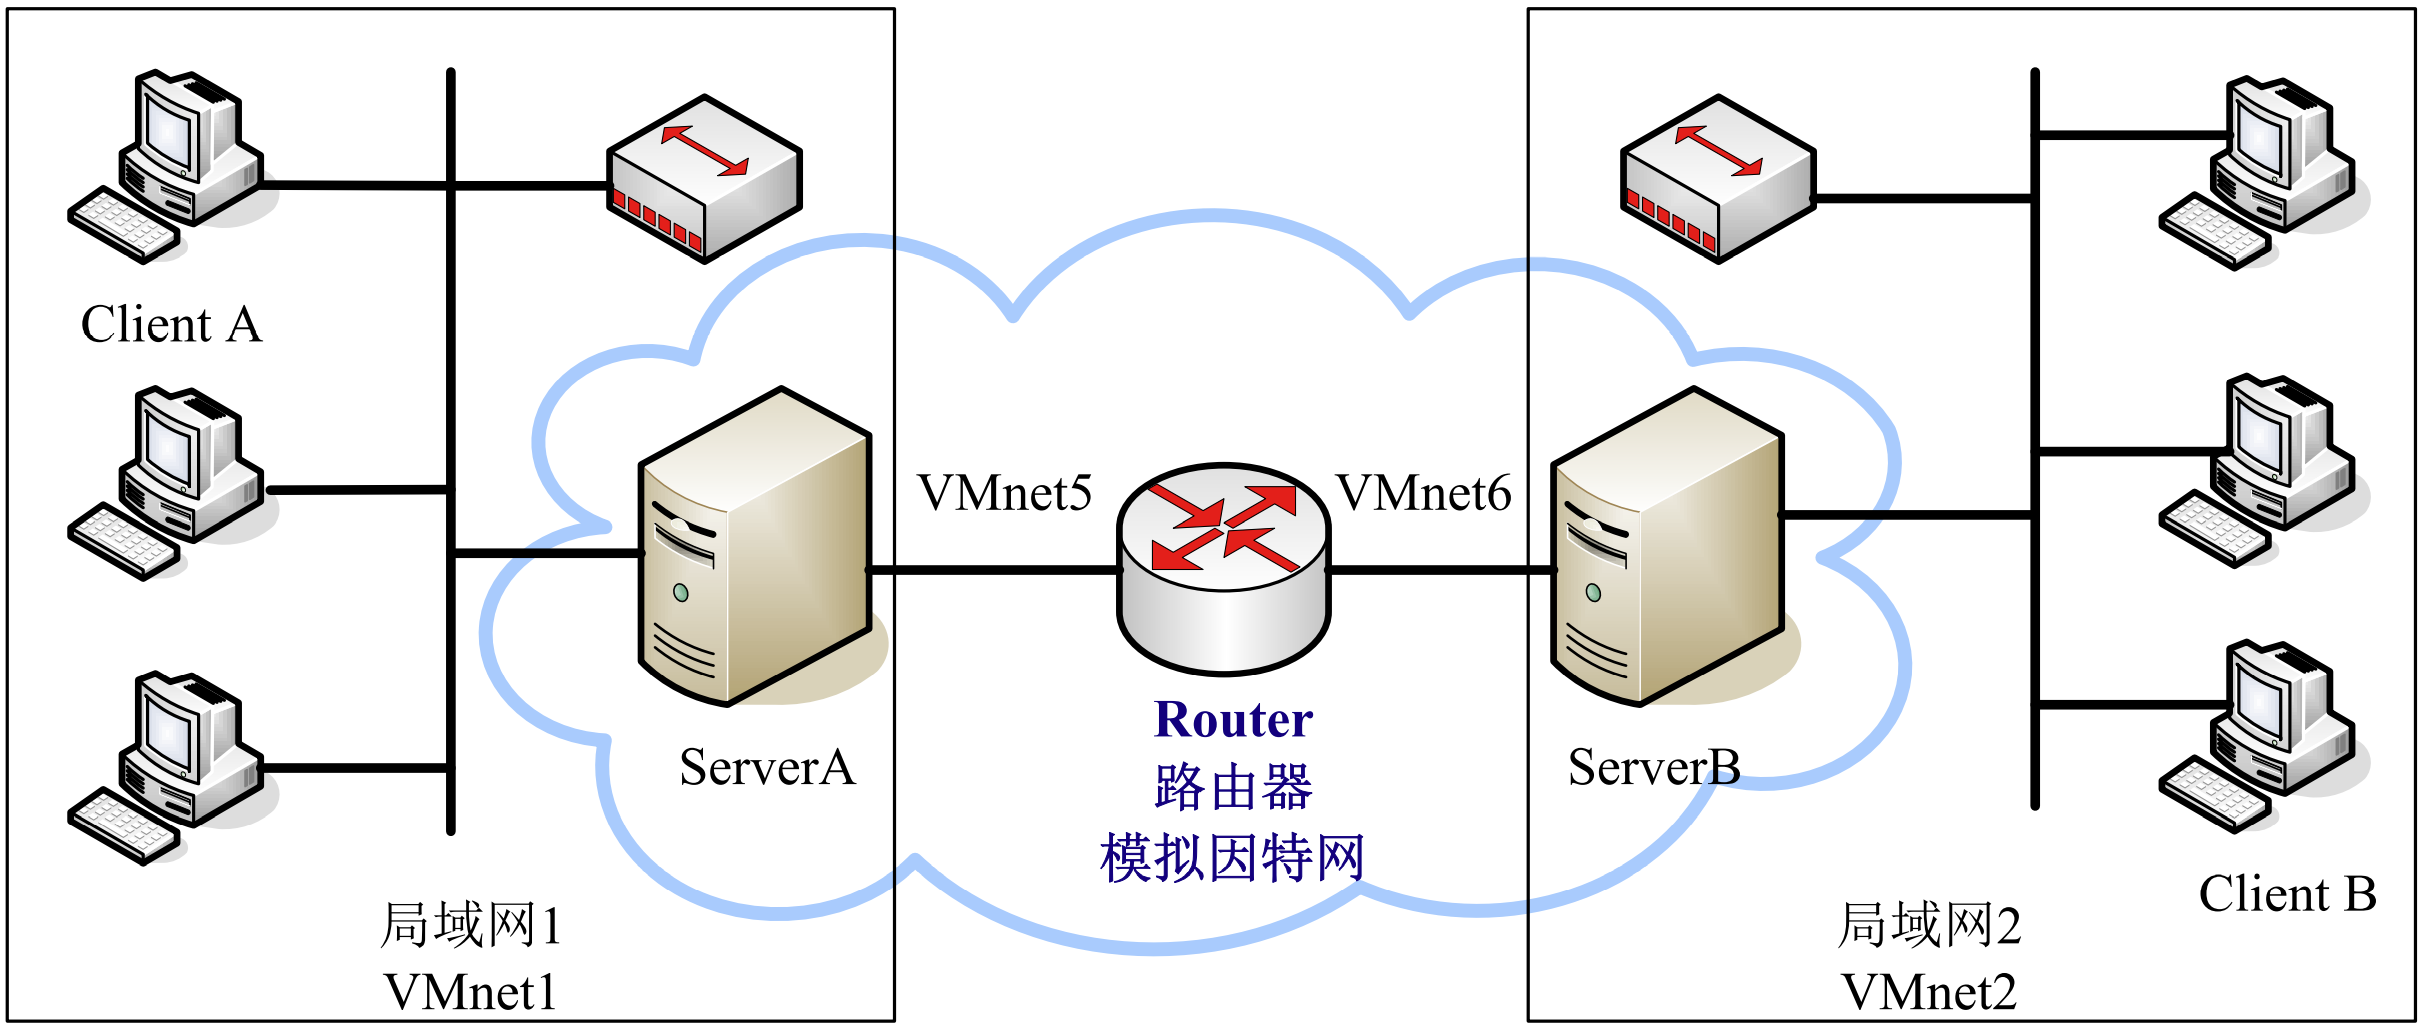 Client A
VMnet5
VMnet6
ServerA
Router
路由器
模拟因特网
ServerB
局域网1
VMnet1
Client B
局域网2
VMnet2